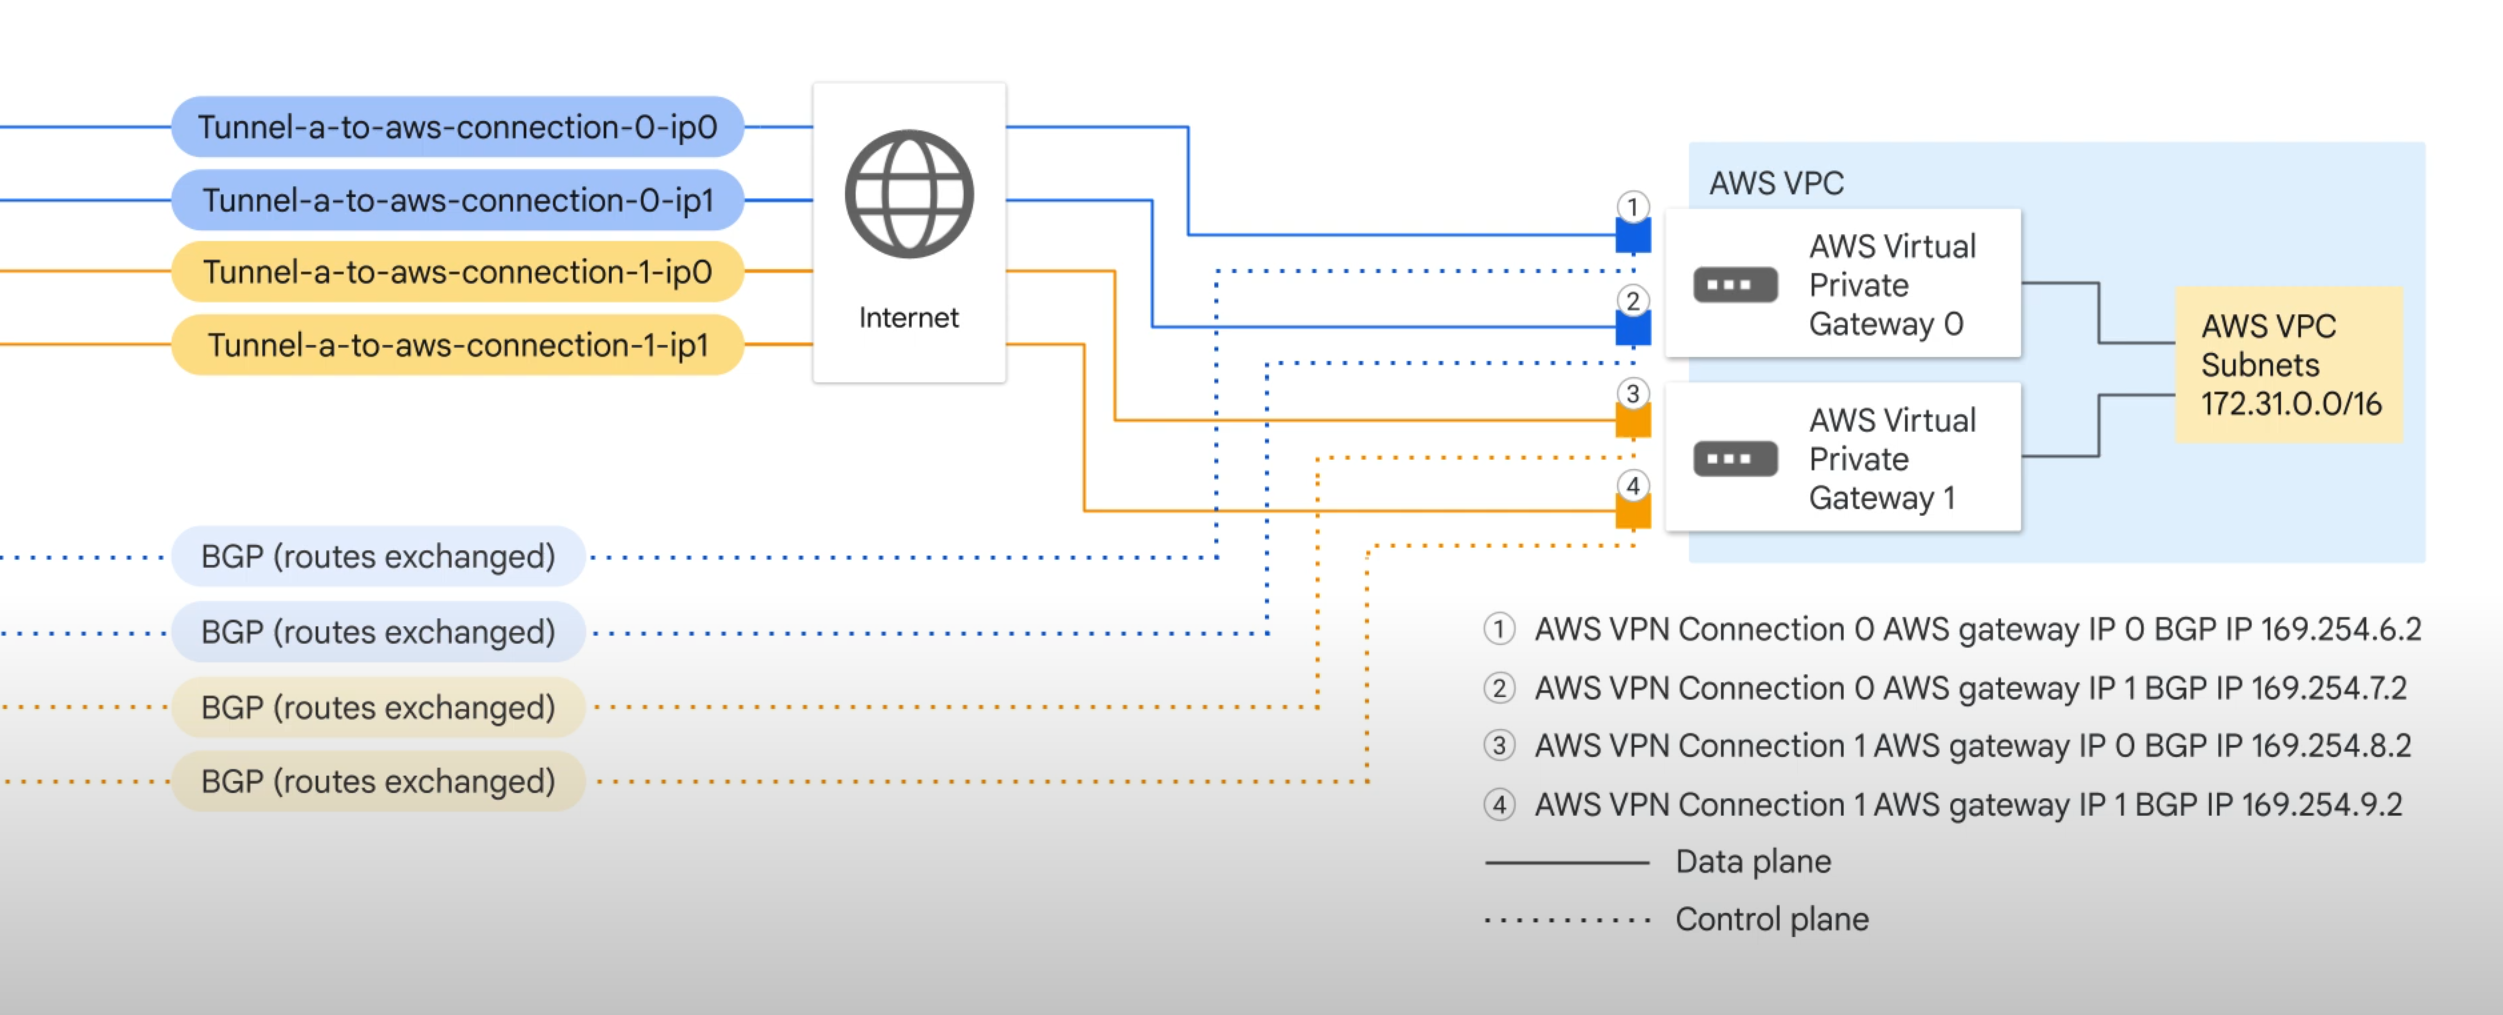 Tunnel-a-to-aws-connection-0-ip0
Tunnel-a-to-aws-connection-0-ip1
Tunnel-a-to-aws-connection-1-ip0
Tunnel-a-to-aws-connection-1-ip1
Internet
BGP (routes exchanged)
BGP (routes exchanged)
BGP (routes exchanged)
BGP (routes exchanged)
AWS VPC
1
2
3
4
AWS Virtual
Private
Gateway 0
AWS Virtual
Private
Gateway 1
AWS VPC
Subnets
172.31.0.0/16
1 AWS VPN Connection 0 AWS gateway IP 0 BGP IP 169.254.6.2
2 AWS VPN Connection 0 AWS gateway IP 1 BGP IP 169.254.7.2
3 AWS VPN Connection 1 AWS gateway IP 0 BGP IP 169.254.8.2
4 AWS VPN Connection 1 AWS gateway IP 1 BGP IP 169.254.9.2
Data plane
Control plane